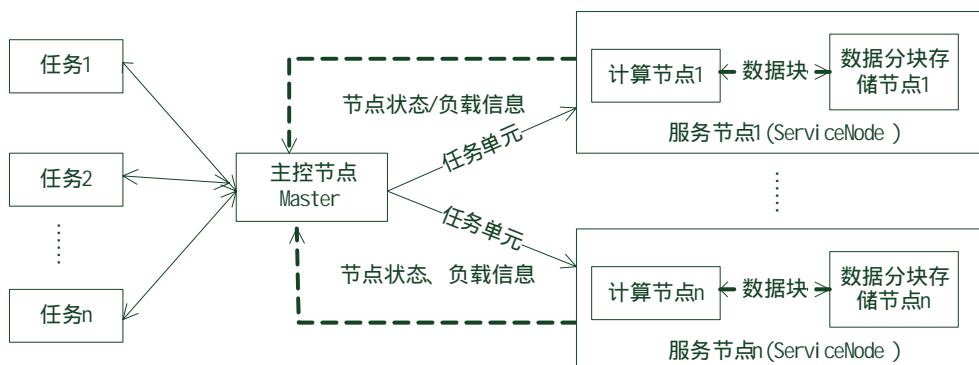 任务1
任务2
任务n
主控节点
Master
节点状态/负载信息
任务单元
任务单元
节点状态、负载信息
计算节点1
数据块
数据分块存
储节点1
服务节点1(ServiceNode)
计算节点n
数据块
数据分块存
储节点n
服务节点n(ServiceNode)